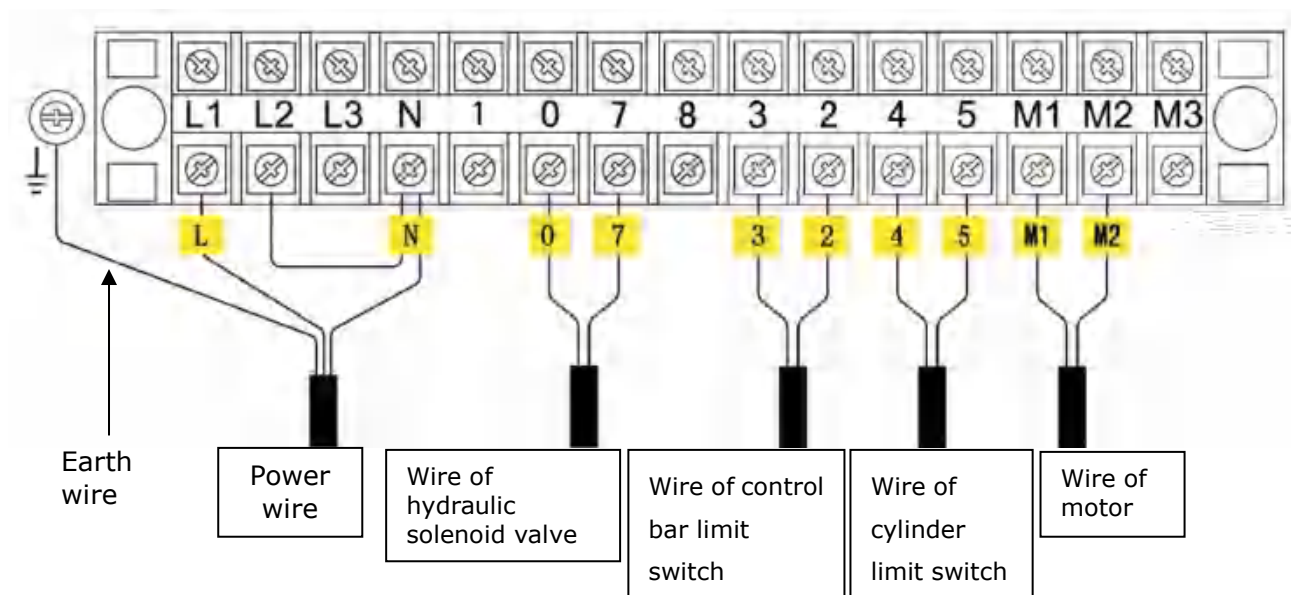 L1 L2 L3 N 1 0 7 8 3 2 4 5 M1 M2 M3
L N 0 7 3 2 4 5 M1 M2
Earth
wire
Power
wire
Wire of
hydraulic
solenoid valve
Wire of control
bar limit
switch
Wire of
cylinder
limit switch
Wire of
motor